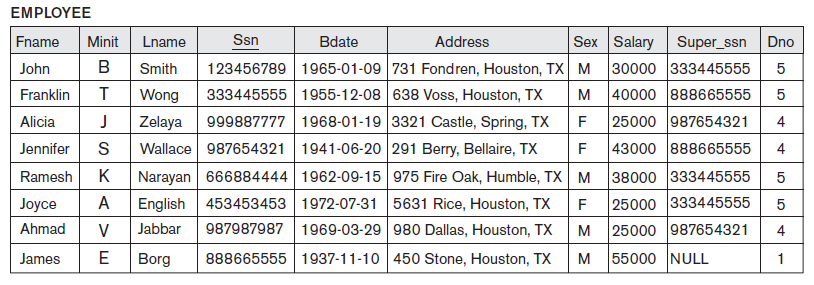 EMPLOYEE
Fname Minit Lname Ssn Bdate Address Sex Salary Super_ssn Dno
John B Smith 123456789 1965-01-09 731 Fondren, Houston, TX M 30000 333445555 5
Franklin T Wong 333445555 1955-12-08 638 Voss, Houston, TX M 40000 888665555 5
Alicia J Zelaya 999887777 1968-01-19 3321 Castle, Spring, TX F 25000 987654321 4
Jennifer S Wallace 987654321 1941-06-20 291 Berry, Bellaire, TX F 43000 888665555 4
Ramesh K Narayan 666884444 1962-09-15 975 Fire Oak, Humble, TX M 38000 333445555 5
Joyce A English 453453453 1972-07-31 5631 Rice, Houston, TX F 25000 333445555 5
Ahmad V Jabbar 987987987 1969-03-29 980 Dallas, Houston, TX M 25000 987654321 4
James E Borg 888665555 1937-11-10 450 Stone, Houston, TX M 55000 NULL 1